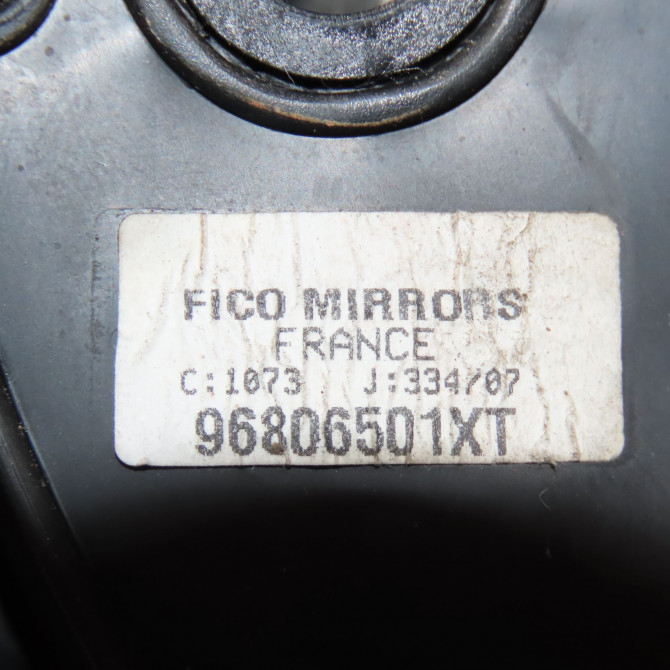 FICO MIRRORS
FRANCE
C:1073 J:334/07
96806501XT